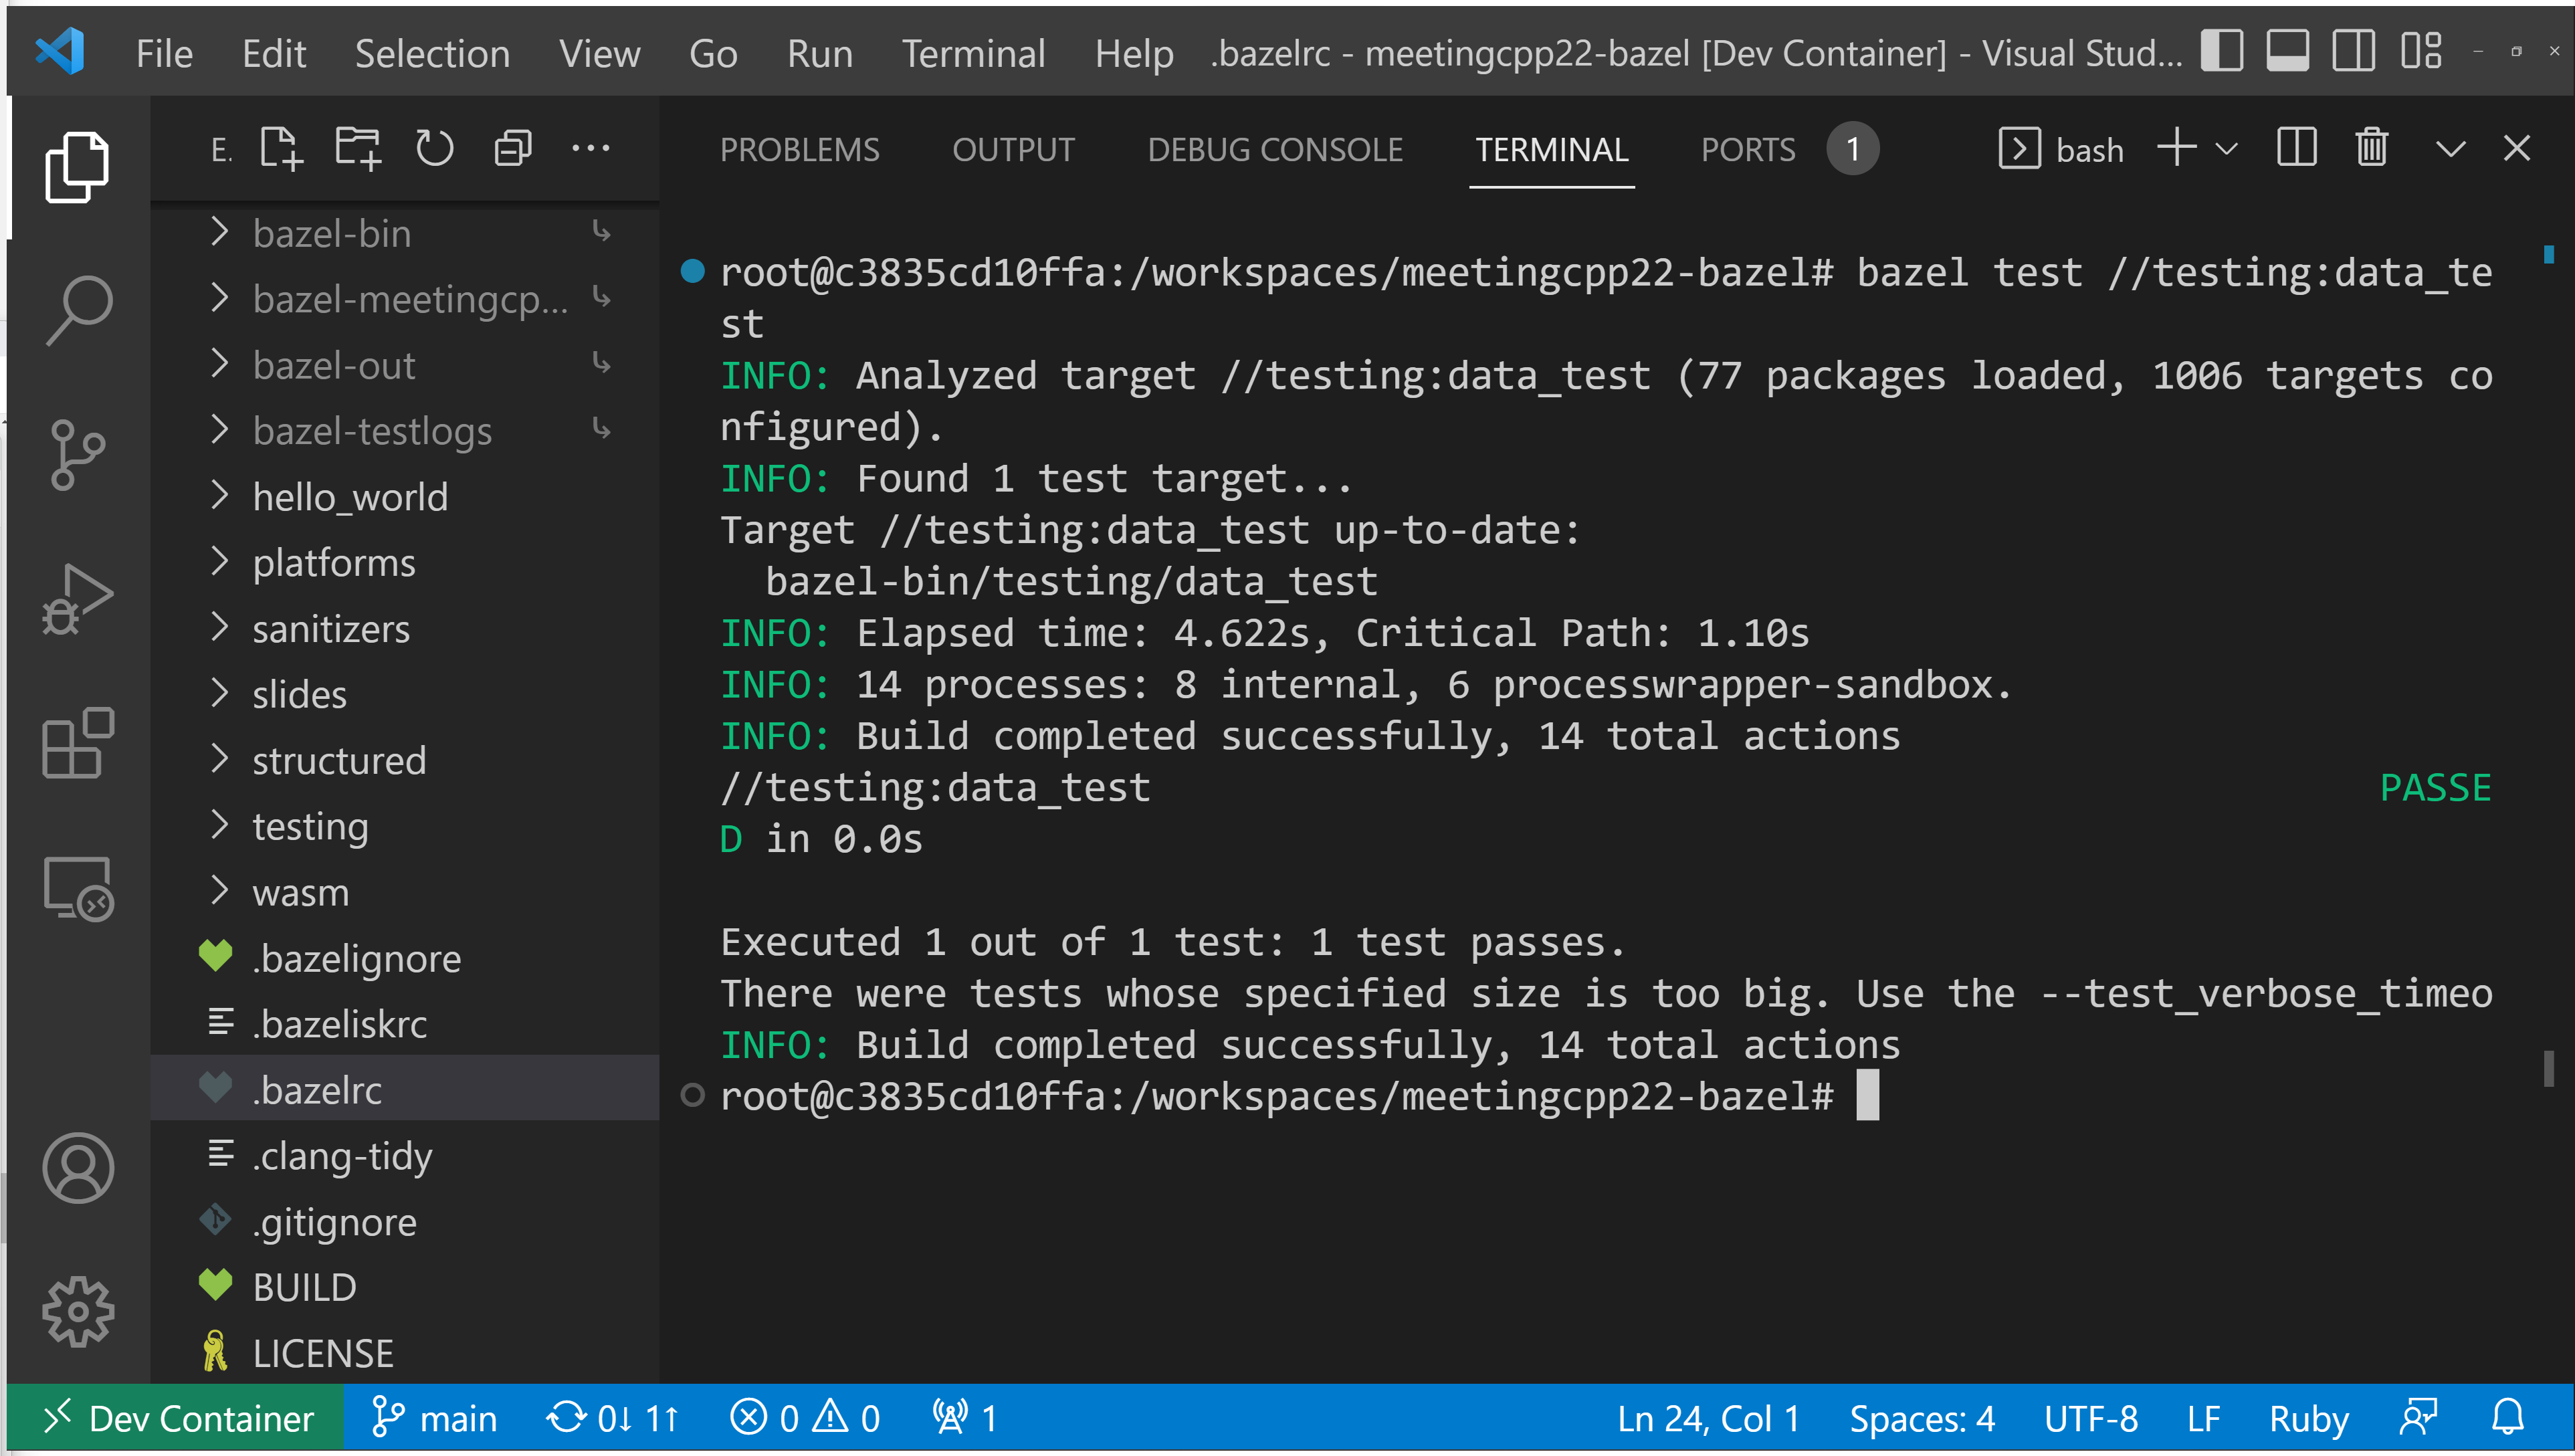 File Edit Selection View Go Run Terminal Help .bazelrc - meetingcpp22-bazel [Dev Container] - Visual Stud...
E.
bazel-bin
bazel-meetingcp...
bazel-out
bazel-testlogs
hello_world
platforms
sanitizers
slides
structured
testing
wasm
.bazelignore
.bazeliskrc
.bazelrc
.clang-tidy
.gitignore
BUILD
LICENSE
PROBLEMS OUTPUT DEBUG CONSOLE TERMINAL PORTS 1 bash
root@c3835cd10ffa:/workspaces/meetingcpp22-bazel# bazel test //testing:data_te
st
INFO: Analyzed target //testing:data_test (77 packages loaded, 1006 targets co
nfigured).
INFO: Found 1 test target...
Target //testing:data_test up-to-date:
bazel-bin/testing/data_test
INFO: Elapsed time: 4.622s, Critical Path: 1.10s
INFO: 14 processes: 8 internal, 6 processwrapper-sandbox.
INFO: Build completed successfully, 14 total actions
//testing:data_test PASSE
D in 0.0s
Executed 1 out of 1 test: 1 test passes.
There were tests whose specified size is too big. Use the --test_verbose_timeo
INFO: Build completed successfully, 14 total actions
root@c3835cd10ffa:/workspaces/meetingcpp22-bazel#
Dev Container main 0↓ 1↑ 0 0 1 Ln 24, Col 1 Spaces: 4 UTF-8 LF Ruby